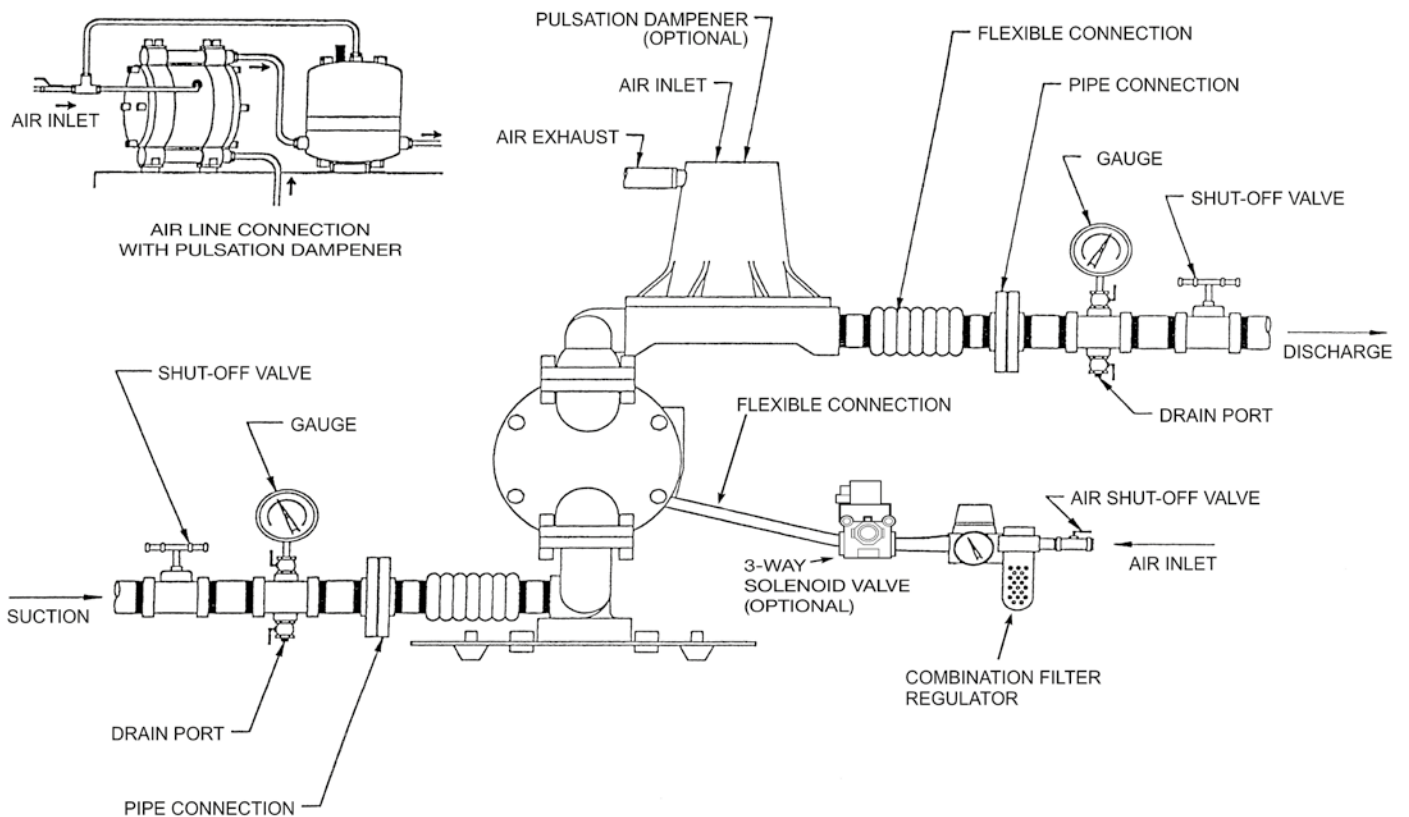 PULSATION DAMPENER
(OPTIONAL)
FLEXIBLE CONNECTION
AIR INLET
PIPE CONNECTION
AIR INLET
AIR EXHAUST
GAUGE
SHUT-OFF VALVE
AIR LINE CONNECTION
WITH PULSATION DAMPENER
DISCHARGE
SHUT-OFF VALVE
FLEXIBLE CONNECTION
DRAIN PORT
GAUGE
AIR SHUT-OFF VALVE
3-WAY
SOLENOID VALVE
(OPTIONAL)
AIR INLET
SUCTION
COMBINATION FILTER
REGULATOR
DRAIN PORT
PIPE CONNECTION